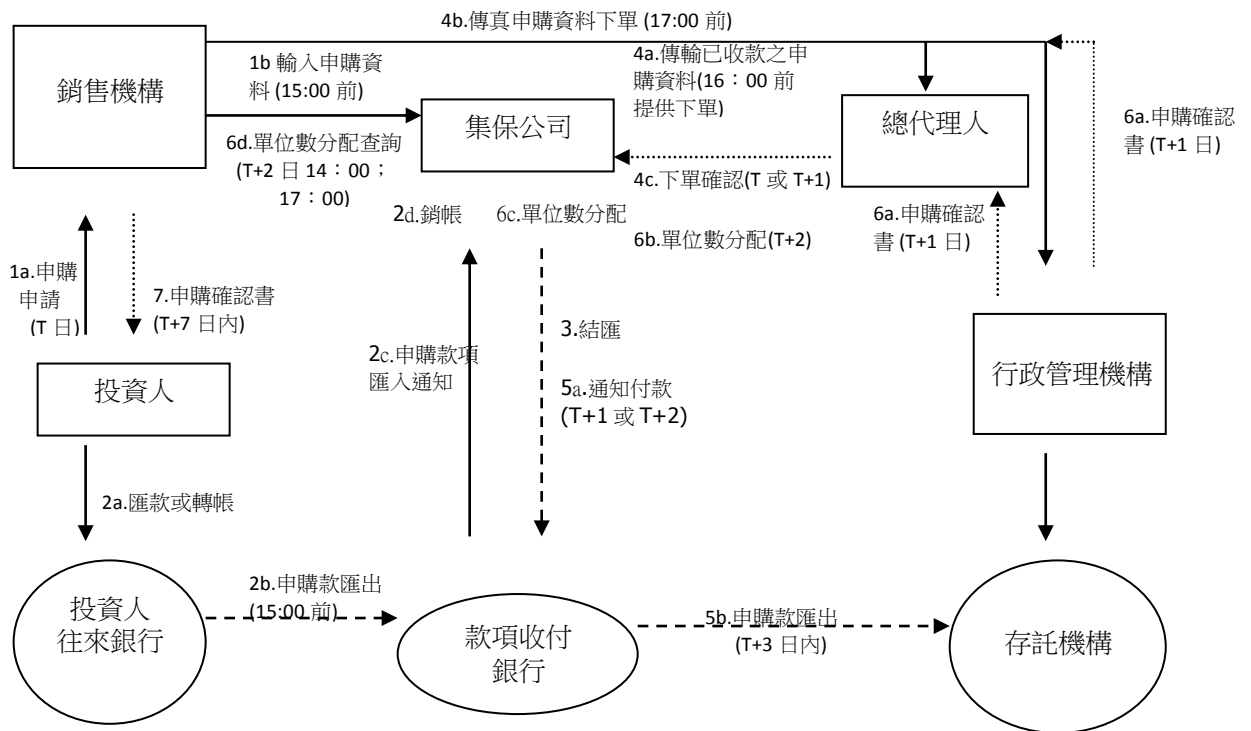 4b.傳真申購資料下單 (17:00 前)
銷售機構
1b 輸入申購資
料 (15:00 前)
4a.傳輸已收款之申
購資料(16：00 前
提供下單)
集保公司
總代理人
6a.申購確認
書 (T+1 日)
6d.單位數分配查詢
(T+2 日 14：00；
17：00)
4c.下單確認(T 或 T+1)
2d.銷帳
6c.單位數分配
6b.單位數分配(T+2)
6a.申購確認
書 (T+1 日)
1a.申購
申請
(T 日)
7.申購確認書
(T+7 日內)
3.結匯
2c.申購款項
匯入通知
5a.通知付款
(T+1 或 T+2)
投資人
行政管理機構
2a.匯款或轉帳
2b.申購款匯出
(15:00 前)
5b.申購款匯出
(T+3 日內)
投資人
往來銀行
款項收付
銀行
存託機構